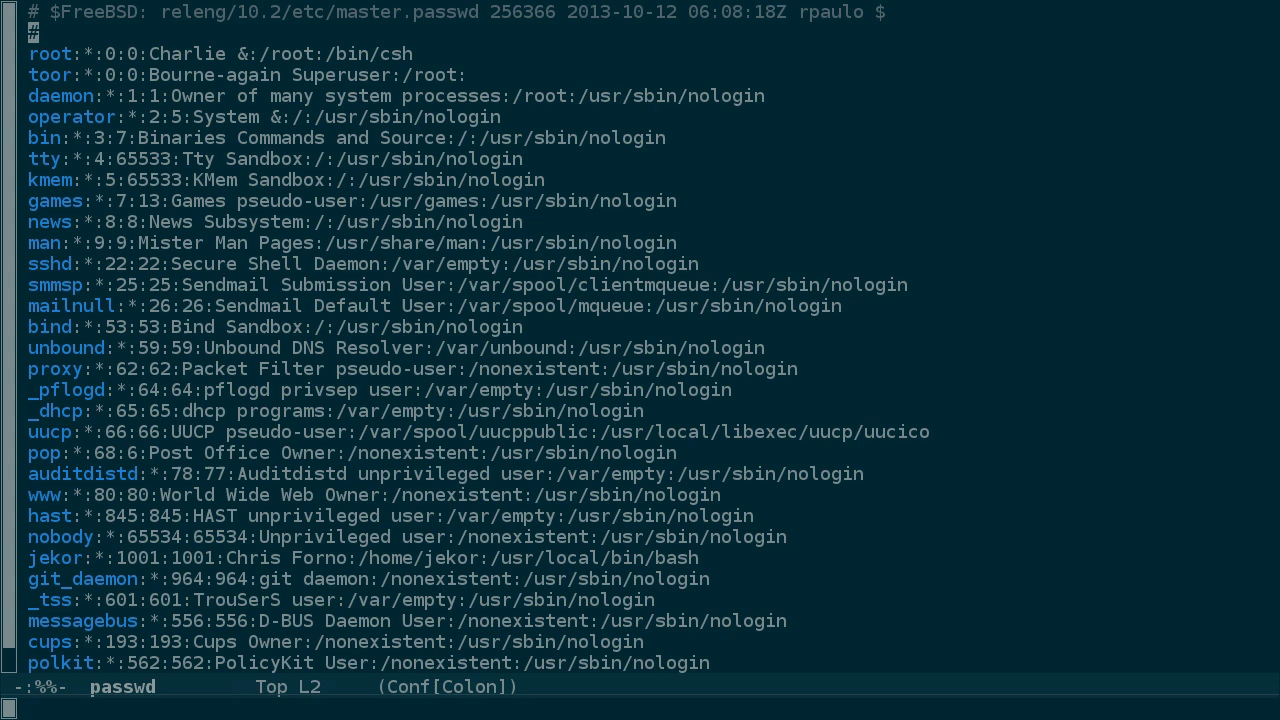 # $FreeBSD: releng/10.2/etc/master.passwd 256366 2013-10-12 06:08:18Z rpaulo $
#
root:*:0:0:Charlie &:/root:/bin/csh
toor:*:0:0:Bourne-again Superuser:/root:
daemon:*:1:1:Owner of many system processes:/root:/usr/sbin/nologin
operator:*:2:5:System &:/:/usr/sbin/nologin
bin:*:3:7:Binaries Commands and Source:/:/usr/sbin/nologin
tty:*:4:65533:Tty Sandbox:/:/usr/sbin/nologin
kmem:*:5:65533:KMem Sandbox:/:/usr/sbin/nologin
games:*:7:13:Games pseudo-user:/usr/games:/usr/sbin/nologin
news:*:8:8:News Subsystem:/:/usr/sbin/nologin
man:*:9:9:Mister Man Pages:/usr/share/man:/usr/sbin/nologin
sshd:*:22:22:Secure Shell Daemon:/var/empty:/usr/sbin/nologin
smmsp:*:25:25:Sendmail Submission User:/var/spool/clientmqueue:/usr/sbin/nologin
mailnull:*:26:26:Sendmail Default User:/var/spool/mqueue:/usr/sbin/nologin
bind:*:53:53:Bind Sandbox:/:/usr/sbin/nologin
unbound:*:59:59:Unbound DNS Resolver:/var/unbound:/usr/sbin/nologin
proxy:*:62:62:Packet Filter pseudo-user:/nonexistent:/usr/sbin/nologin
_pflogd:*:64:64:pflogd privsep user:/var/empty:/usr/sbin/nologin
_dhcp:*:65:65:dhcp programs:/var/empty:/usr/sbin/nologin
uucp:*:66:66:UUCP pseudo-user:/var/spool/uucppublic:/usr/local/libexec/uucp/uucico
pop:*:68:6:Post Office Owner:/nonexistent:/usr/sbin/nologin
auditdistd:*:78:77:Auditdistd unprivileged user:/var/empty:/usr/sbin/nologin
www:*:80:80:World Wide Web Owner:/nonexistent:/usr/sbin/nologin
hast:*:845:845:HAST unprivileged user:/var/empty:/usr/sbin/nologin
nobody:*:65534:65534:Unprivileged user:/nonexistent:/usr/sbin/nologin
jekor:*:1001:1001:Chris Forno:/home/jekor:/usr/local/bin/bash
git_daemon:*:964:964:git daemon:/nonexistent:/usr/sbin/nologin
_tss:*:601:601:TrouSerS user:/var/empty:/usr/sbin/nologin
messagebus:*:556:556:D-BUS Daemon User:/nonexistent:/usr/sbin/nologin
cups:*:193:193:Cups Owner:/nonexistent:/usr/sbin/nologin
polkit:*:562:562:PolicyKit User:/nonexistent:/usr/sbin/nologin
-:%%-  passwd         Top L2     (Conf[Colon])